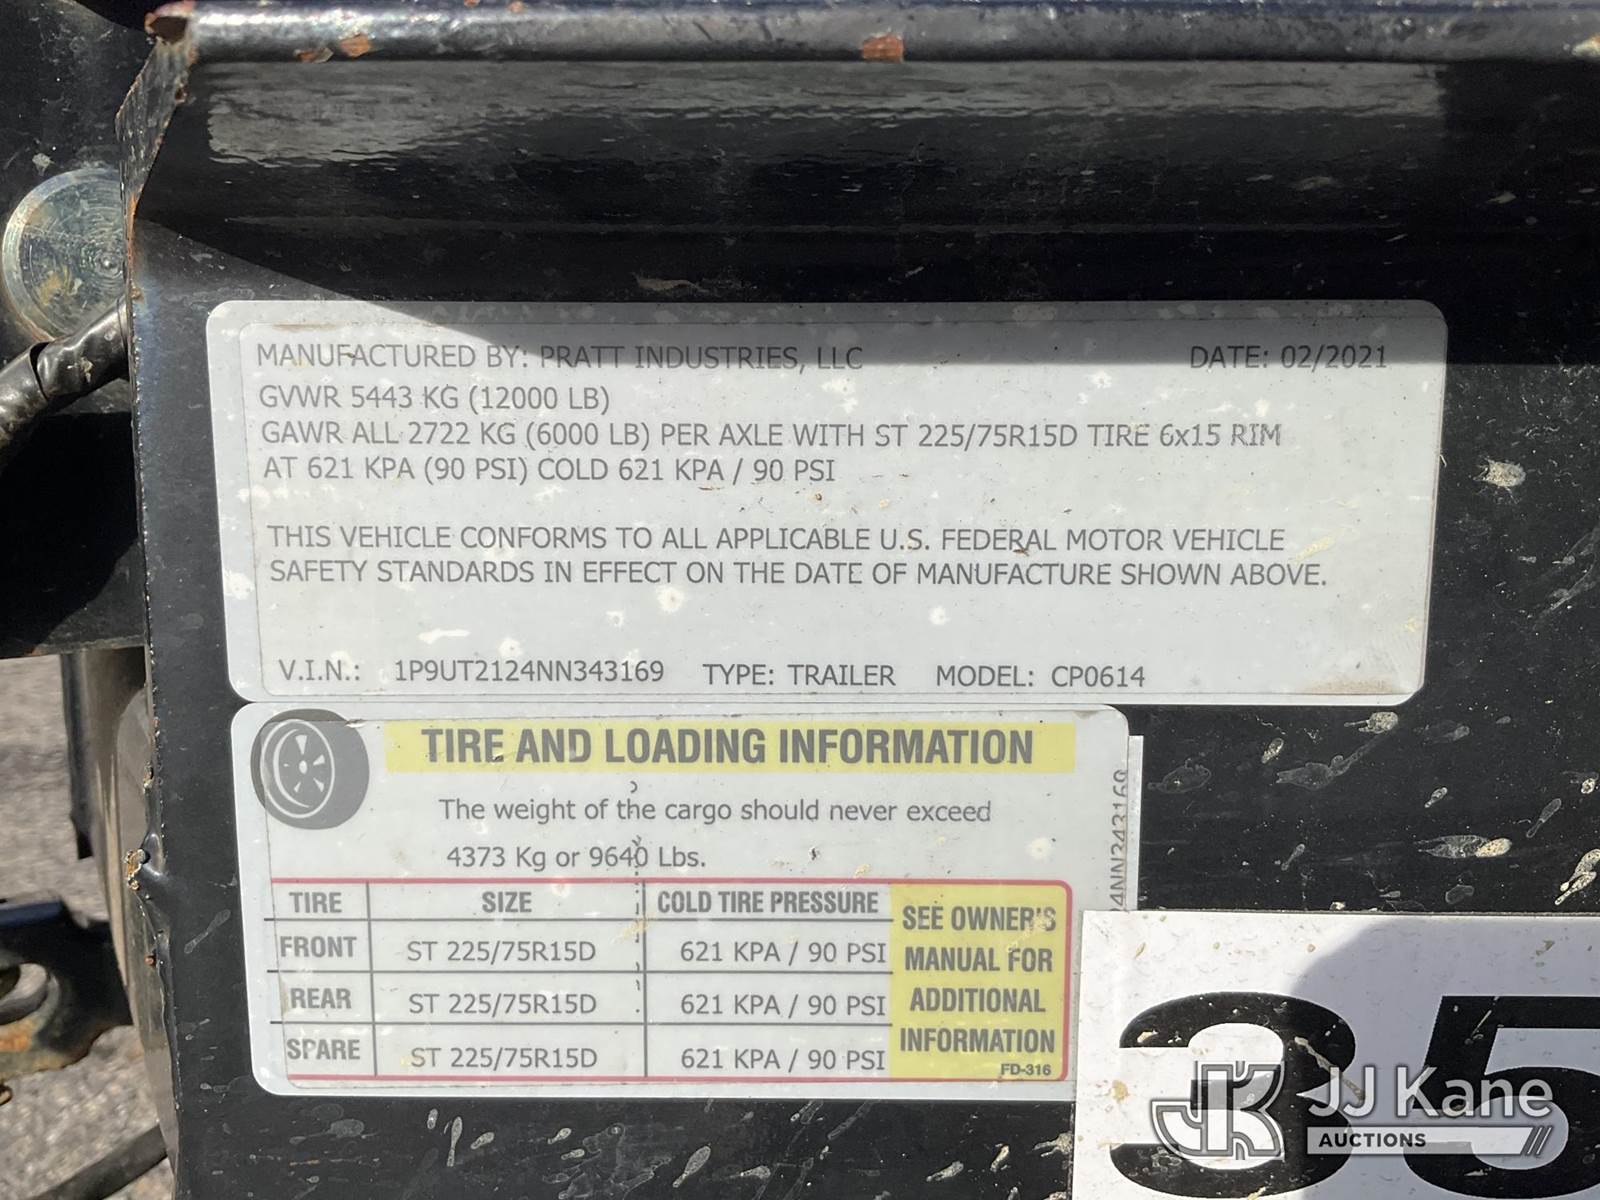 MANUFACTURED BY: PRATT INDUSTRIES, LLC DATE: 02/2021
GVWR 5443 KG (12000 LB)
GAWR ALL 2722 KG (6000 LB) PER AXLE WITH ST 225/75R15D TIRE 6x15 RIM
AT 621 KPA (90 PSI) COLD 621 KPA / 90 PSI
THIS VEHICLE CONFORMS TO ALL APPLICABLE U.S. FEDERAL MOTOR VEHICLE
SAFETY STANDARDS IN EFFECT ON THE DATE OF MANUFACTURE SHOWN ABOVE.
V.I.N.: 1P9UT2124NN343169 TYPE: TRAILER MODEL: CP0614
TIRE AND LOADING INFORMATION
The weight of the cargo should never exceed
4373 Kg or 9640 Lbs.
TIRE SIZE COLD TIRE PRESSURE
FRONT ST 225/75R15D 621 KPA / 90 PSI
REAR ST 225/75R15D 621 KPA / 90 PSI
SPARE ST 225/75R15D 621 KPA / 90 PSI
SEE OWNER'S
MANUAL FOR
ADDITIONAL
INFORMATION
FD-316
4NN343169
35
JK JJ Kane
AUCTIONS